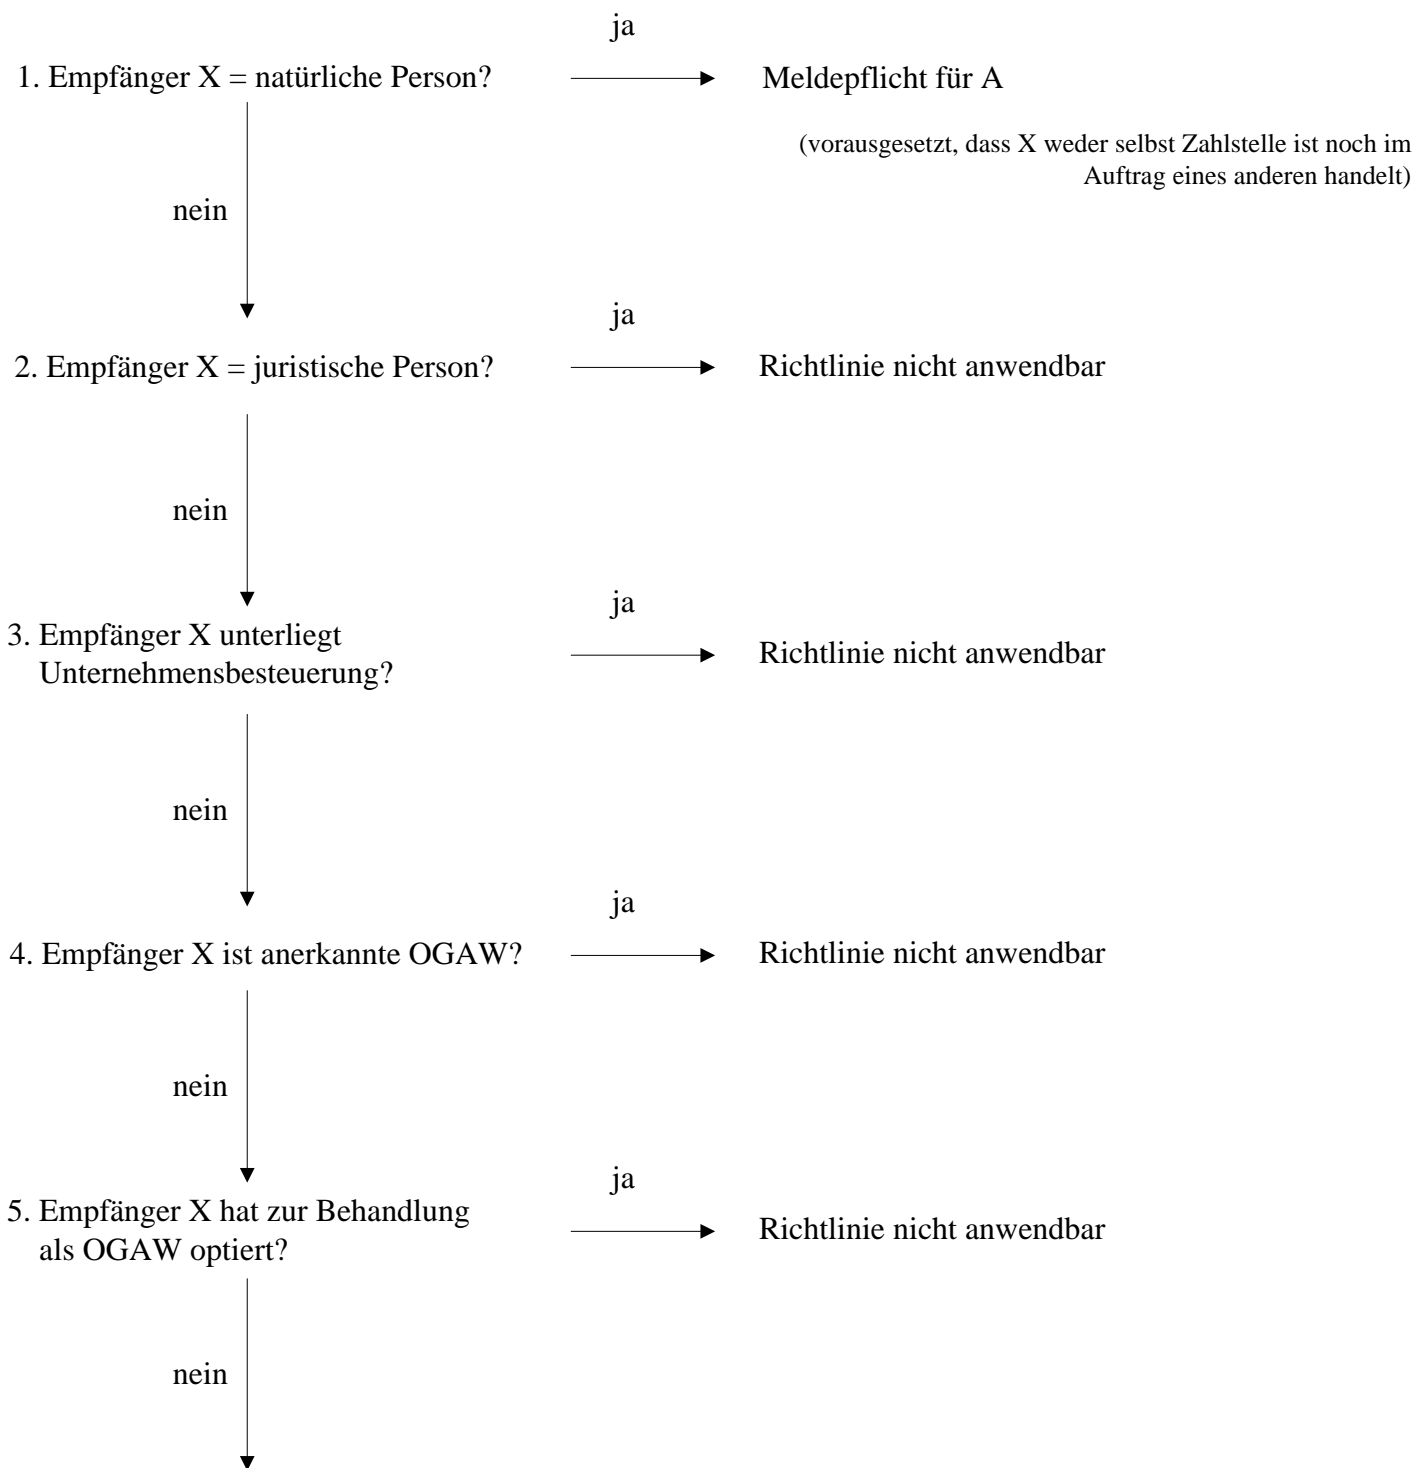 ja
1. Empfänger X = natürliche Person?
Meldepflicht für A
(vorausgesetzt, dass X weder selbst Zahlstelle ist noch im
Auftrag eines anderen handelt)
nein
ja
2. Empfänger X = juristische Person?
Richtlinie nicht anwendbar
nein
ja
3. Empfänger X unterliegt
Unternehmensbesteuerung?
Richtlinie nicht anwendbar
nein
ja
4. Empfänger X ist anerkannte OGAW?
Richtlinie nicht anwendbar
nein
ja
5. Empfänger X hat zur Behandlung
als OGAW optiert?
Richtlinie nicht anwendbar
nein